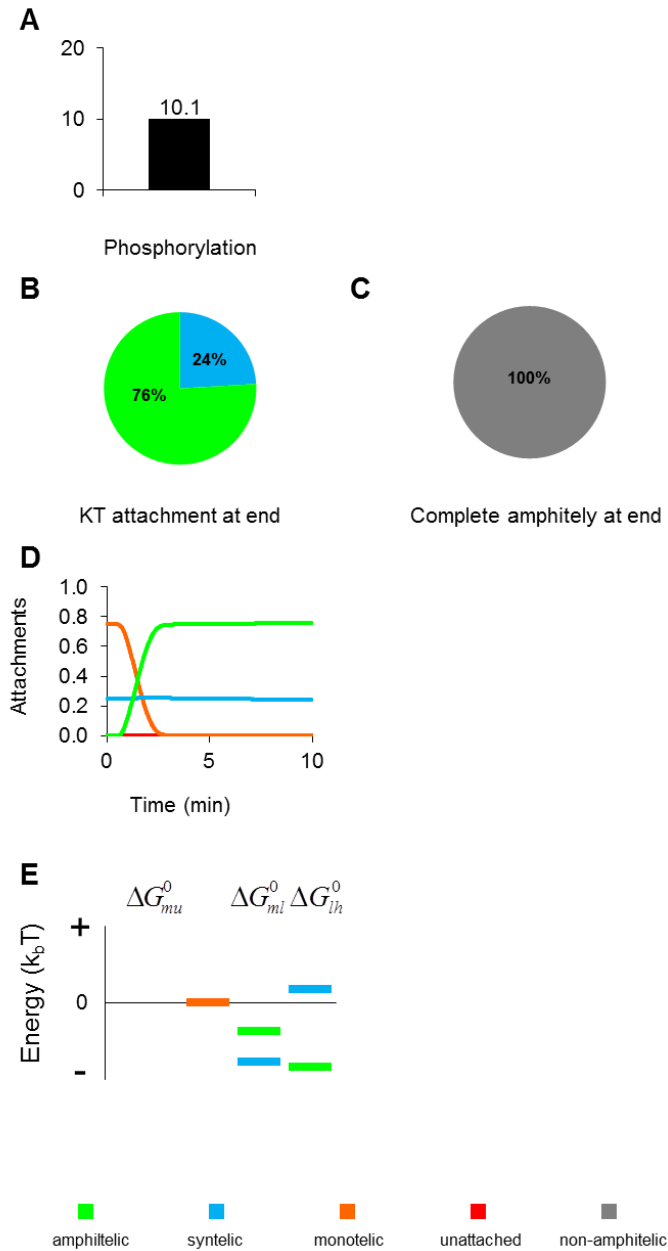 A
20
10.1
10
0
Phosphorylation
B
C
24%
76%
100%
KT attachment at end
Complete amphitely at end
D
1.0
0.8
0.6
0.4
0.2
0.0
Attachments
0 5 10
Time (min)
E
ΔG⁰mu ΔG⁰ml ΔG⁰lh
+
0
-
Energy (kbT)
amphiltelic syntelic monotelic unattached non-amphitelic